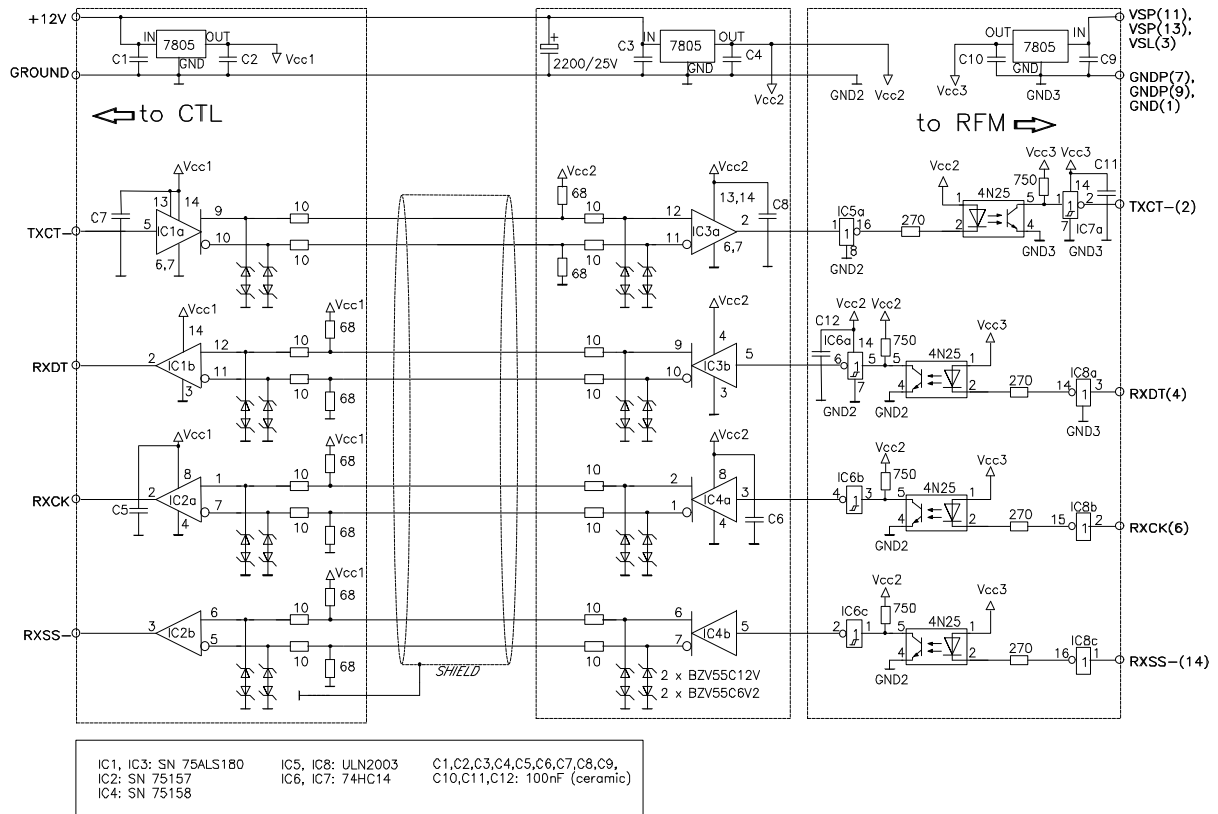 +12V
IN 7805 OUT
C1
GND
C2
Vcc1
GROUND
+
2200/25V
C3
IN 7805 OUT
GND
C4
Vcc2
GND2
Vcc2
OUT 7805 IN
C10
GND
C9
Vcc3
GND3
VSP(11),
VSP(13),
VSL(3)
GNDP(7),
GNDP(9),
GND(1)
to CTL
to RFM
Vcc1
13
14
C7
TXCT-
5
IC1a
6,7
9
10
10
10
Vcc2
68
68
10
10
12
11
Vcc2
13,14
IC3a
2
6,7
C8
IC5a
1
1
16
8
GND2
270
Vcc2
4N25
1
2
5
4
GND3
Vcc3
750
Vcc3
14
1
2
7
IC7a
GND3
C11
GND3
TXCT-(2)
Vcc1
14
RXDT
2
IC1b
3
12
11
10
10
Vcc1
68
68
10
10
9
10
Vcc2
4
IC3b
5
3
C12
Vcc2
IC6a
14
6
5
7
GND2
GND2
Vcc2
750
5
4
GND2
4N25
1
2
Vcc3
270
IC8a
14
1
3
GND3
RXDT(4)
Vcc1
8
RXCK
2
C5
IC2a
4
1
7
10
10
Vcc1
68
68
10
10
2
1
Vcc2
8
IC4a
3
4
C6
IC6b
4
3
Vcc2
750
5
4
GND2
4N25
1
2
Vcc3
270
IC8b
15
1
2
RXCK(6)
RXSS-
3
IC2b
6
5
10
10
Vcc1
68
68
SHIELD
10
10
6
7
IC4b
5
2 x BZV55C12V
2 x BZV55C6V2
IC6c
2
1
Vcc2
750
5
4
GND2
4N25
1
2
Vcc3
270
IC8c
16
1
1
RXSS-(14)
IC1, IC3: SN 75ALS180
IC2: SN 75157
IC4: SN 75158
IC5, IC8: ULN2003
IC6, IC7: 74HC14
C1,C2,C3,C4,C5,C6,C7,C8,C9,
C10,C11,C12: 100nF (ceramic)